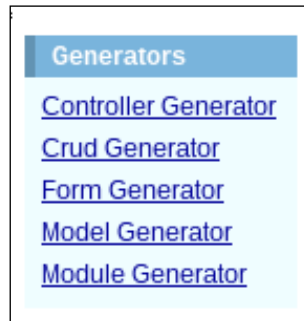 Generators
Controller Generator
Crud Generator
Form Generator
Model Generator
Module Generator